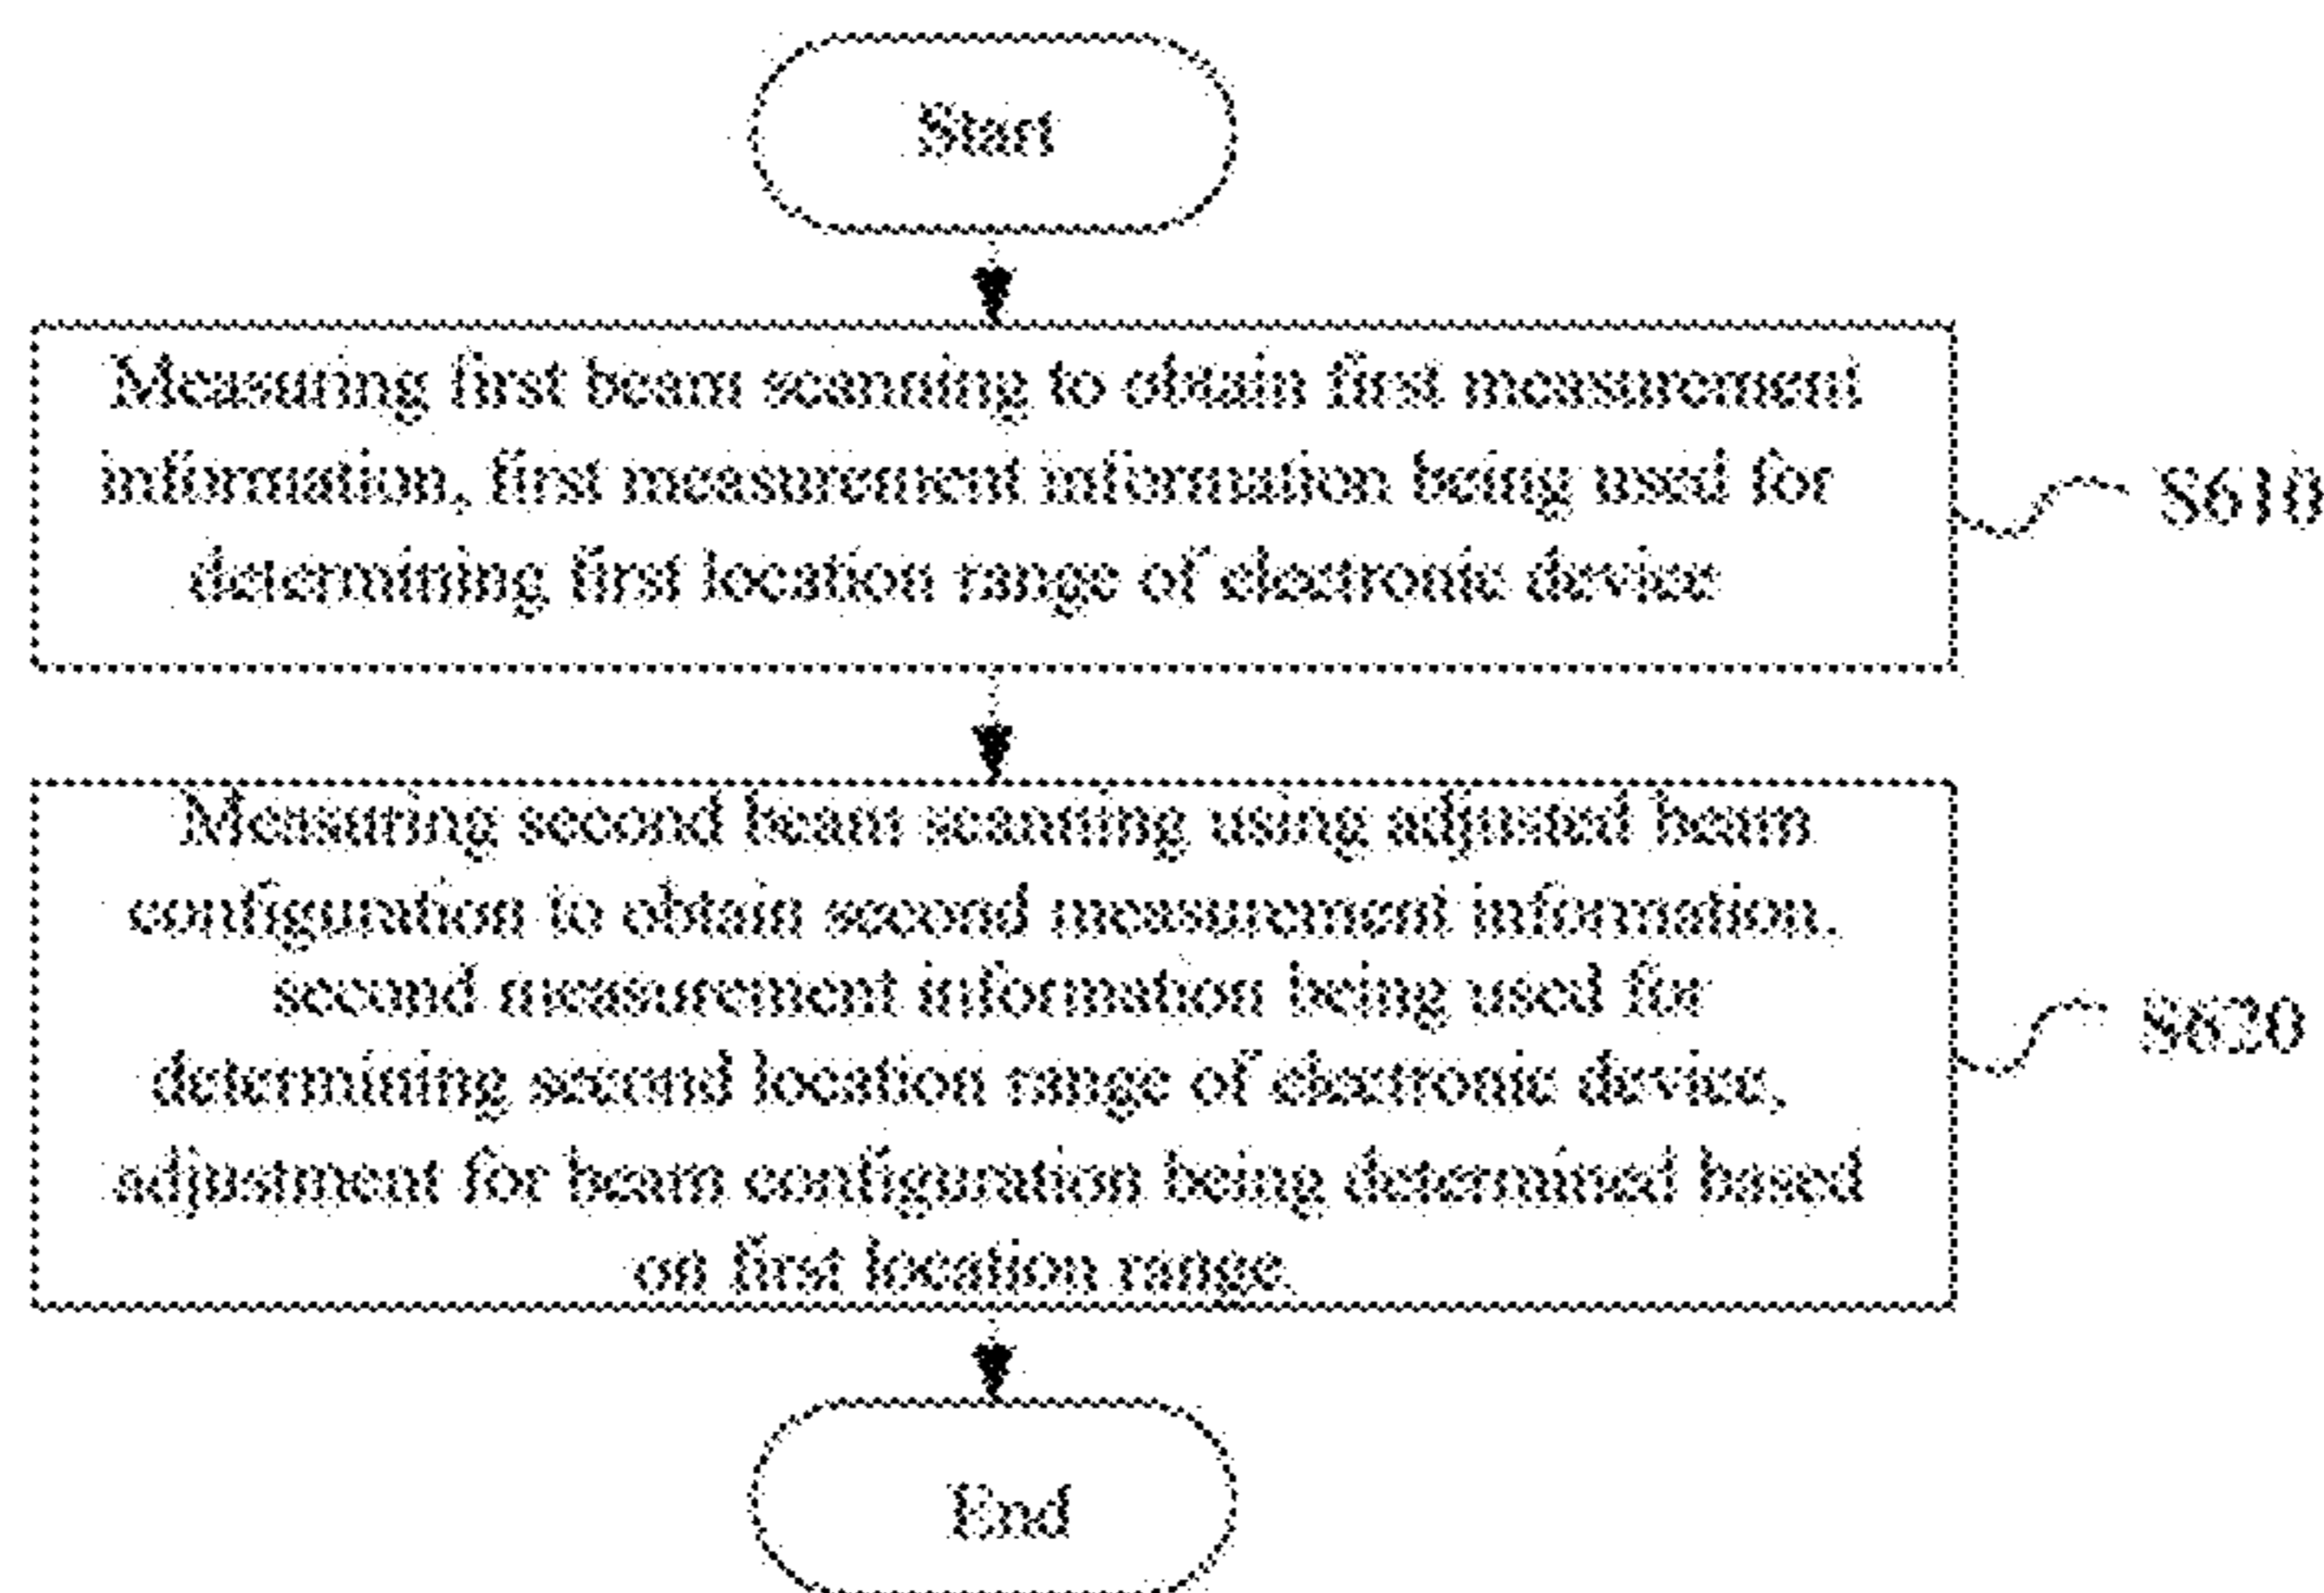 Start
Measuring first beam scanning to obtain first measurement
information, first measurement information being used for
determining first location range of electronic device
S610
Measuring second beam scanning using adjusted beam
configuration to obtain second measurement information,
second measurement information being used for
determining second location range of electronic device,
S620
adjustment for beam configuration being determined based
on first location range
End